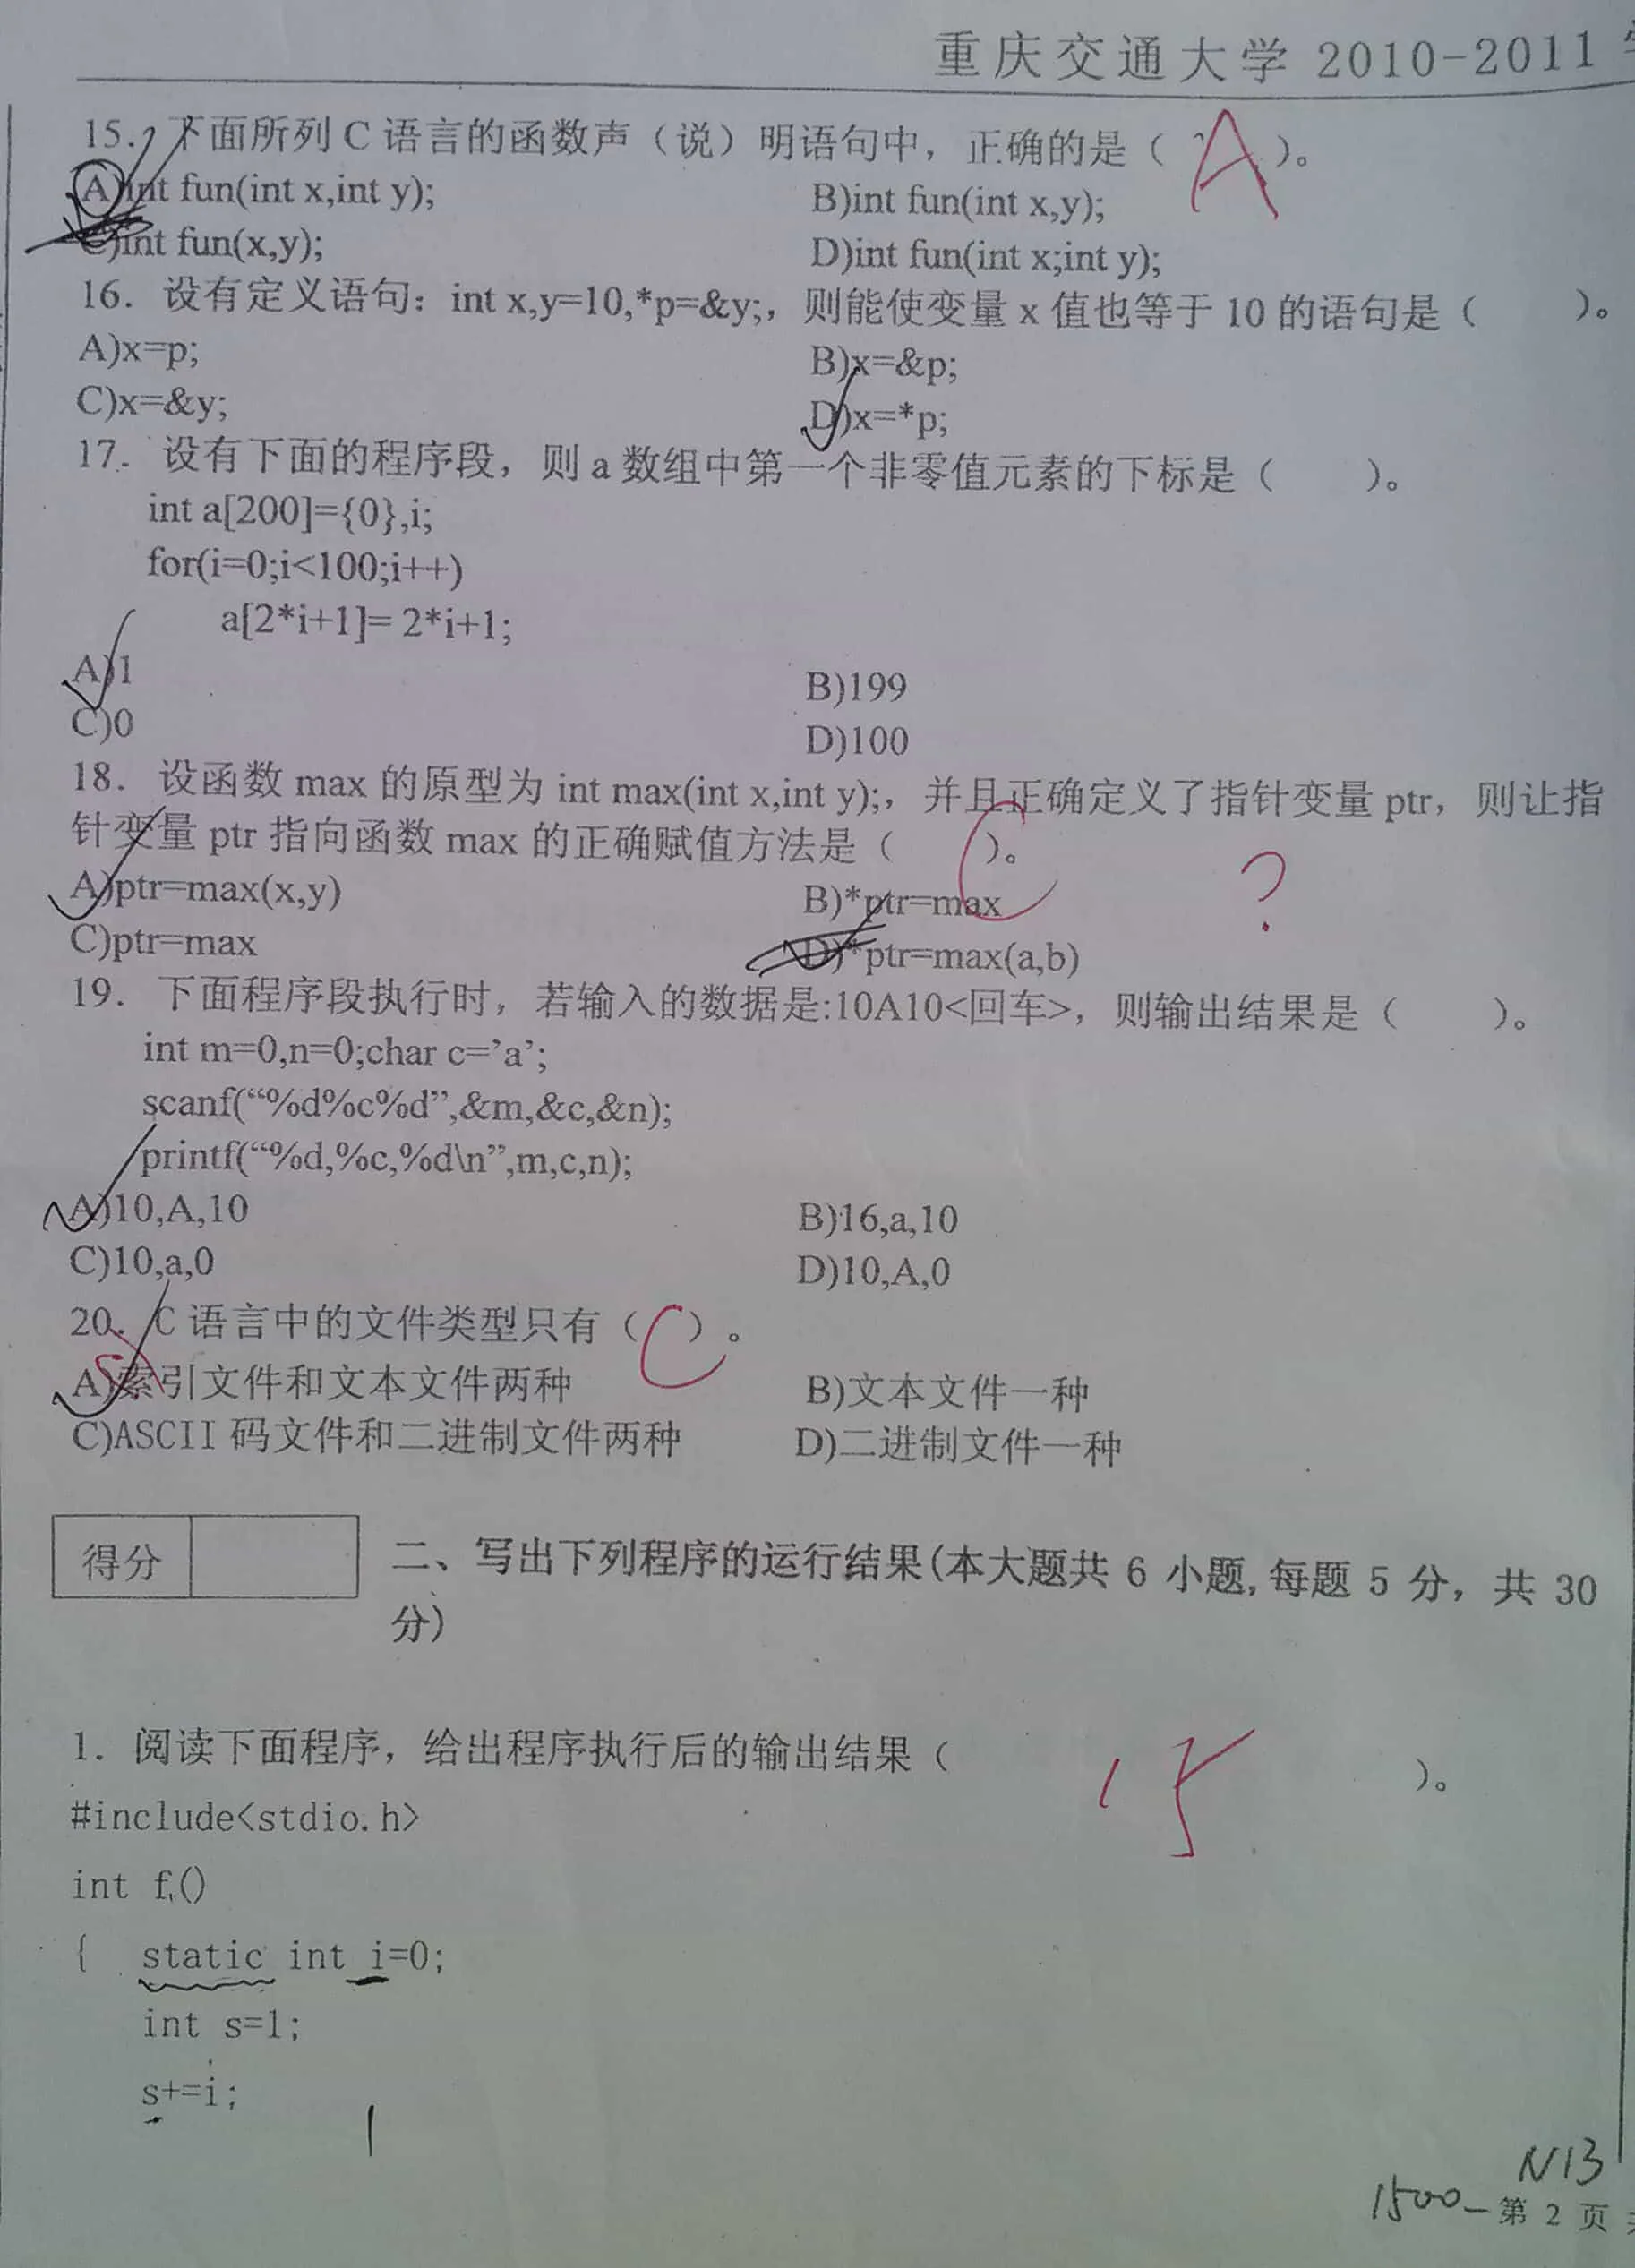 重庆交通大学 2010-2011
15. 下面所列 C 语言的函数声（说）明语句中，正确的是（ A ）。
A)int fun(int x,int y);
B)int fun(int x,y);
C)int fun(x,y);
D)int fun(int x;int y);
16. 设有定义语句：int x,y=10,*p=&y;，则能使变量 x 值也等于 10 的语句是（ ）。
A)x=p;
B)x=&p;
C)x=&y;
D)x=*p;
17. 设有下面的程序段，则 a 数组中第一个非零值元素的下标是（ ）。
int a[200]={0},i;
for(i=0;i<100;i++)
a[2*i+1]= 2*i+1;
A)1
B)199
C)0
D)100
18. 设函数 max 的原型为 int max(int x,int y);，并且正确定义了指针变量 ptr，则让指
针变量 ptr 指向函数 max 的正确赋值方法是（ C ）。
?
A)ptr=max(x,y)
B)*ptr=max
C)ptr=max
D)*ptr=max(a,b)
19. 下面程序段执行时，若输入的数据是:10A10<回车>，则输出结果是（ ）。
int m=0,n=0;char c=’a’;
scanf(“%d%c%d”,&m,&c,&n);
printf(“%d,%c,%d\n”,m,c,n);
A)10,A,10
B)16,a,10
C)10,a,0
D)10,A,0
20. C 语言中的文件类型只有（ C ）。
A)索引文件和文本文件两种
B)文本文件一种
C)ASCII 码文件和二进制文件两种
D)二进制文件一种
得分
二、写出下列程序的运行结果(本大题共 6 小题,每题 5 分，共 30
分)
1. 阅读下面程序，给出程序执行后的输出结果（ 15 ）。
#include<stdio.h>
int f()
{ static int i=0;
int s=1;
s+=i;
1
N13
1500-
第 2 页